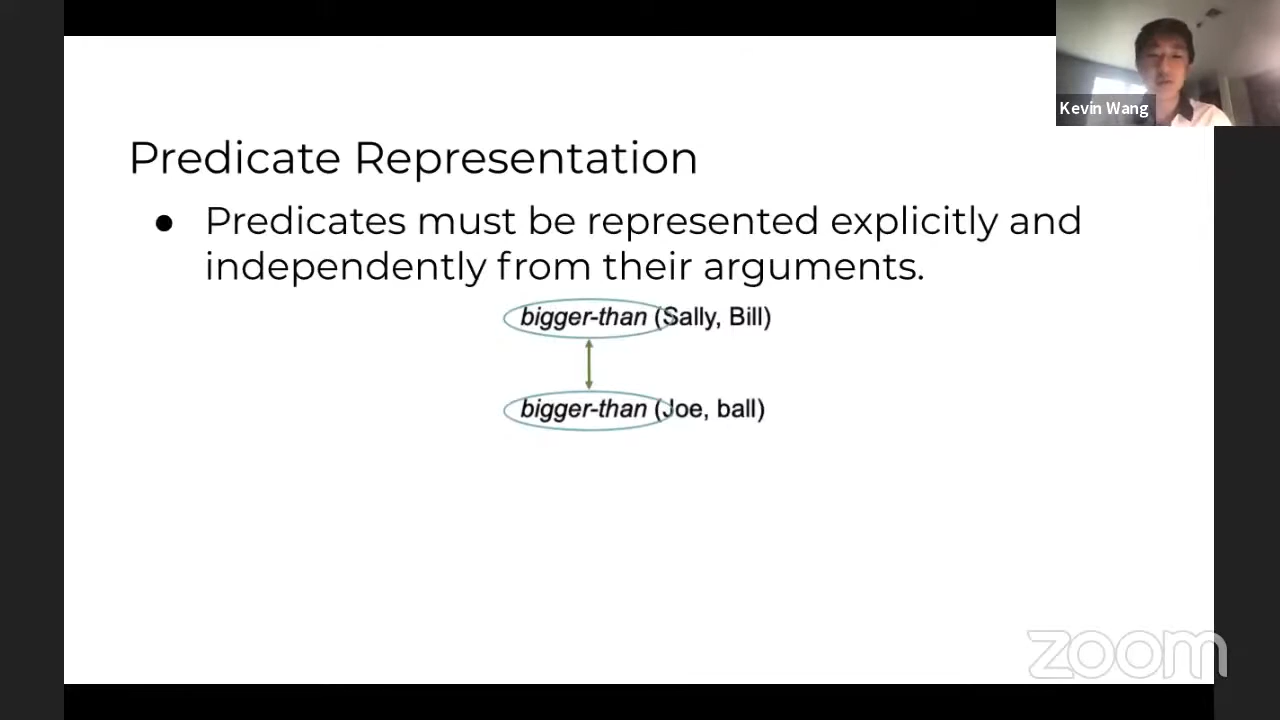 Kevin Wang
Predicate Representation
● Predicates must be represented explicitly and
independently from their arguments.
bigger-than (Sally, Bill)
bigger-than (Joe, ball)
zoom